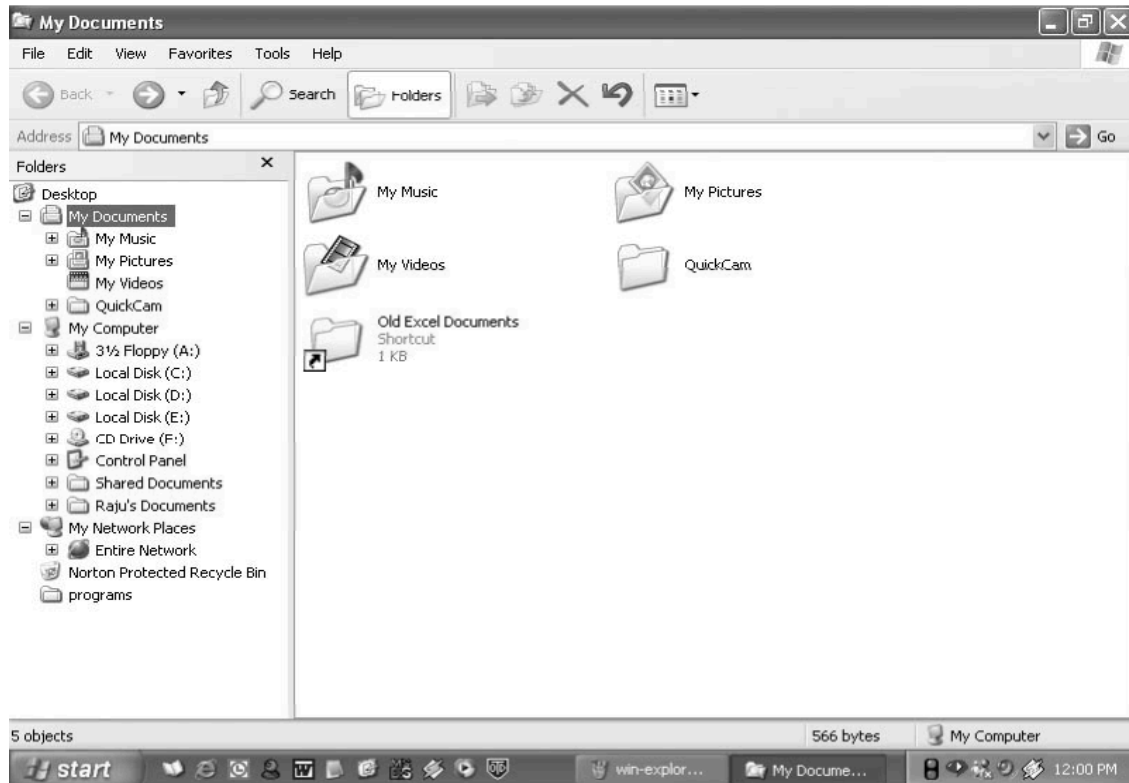 My Documents
File Edit View Favorites Tools Help
Back Search Folders
Address My Documents Go
Folders
Desktop
My Documents
My Music
My Pictures
My Videos
QuickCam
My Computer
3½ Floppy (A:)
Local Disk (C:)
Local Disk (D:)
Local Disk (E:)
CD Drive (F:)
Control Panel
Shared Documents
Raju's Documents
My Network Places
Entire Network
Norton Protected Recycle Bin
programs
My Music
My Pictures
My Videos
QuickCam
Old Excel Documents
Shortcut
1 KB
5 objects 566 bytes My Computer
start win-explor... My Docume... 12:00 PM